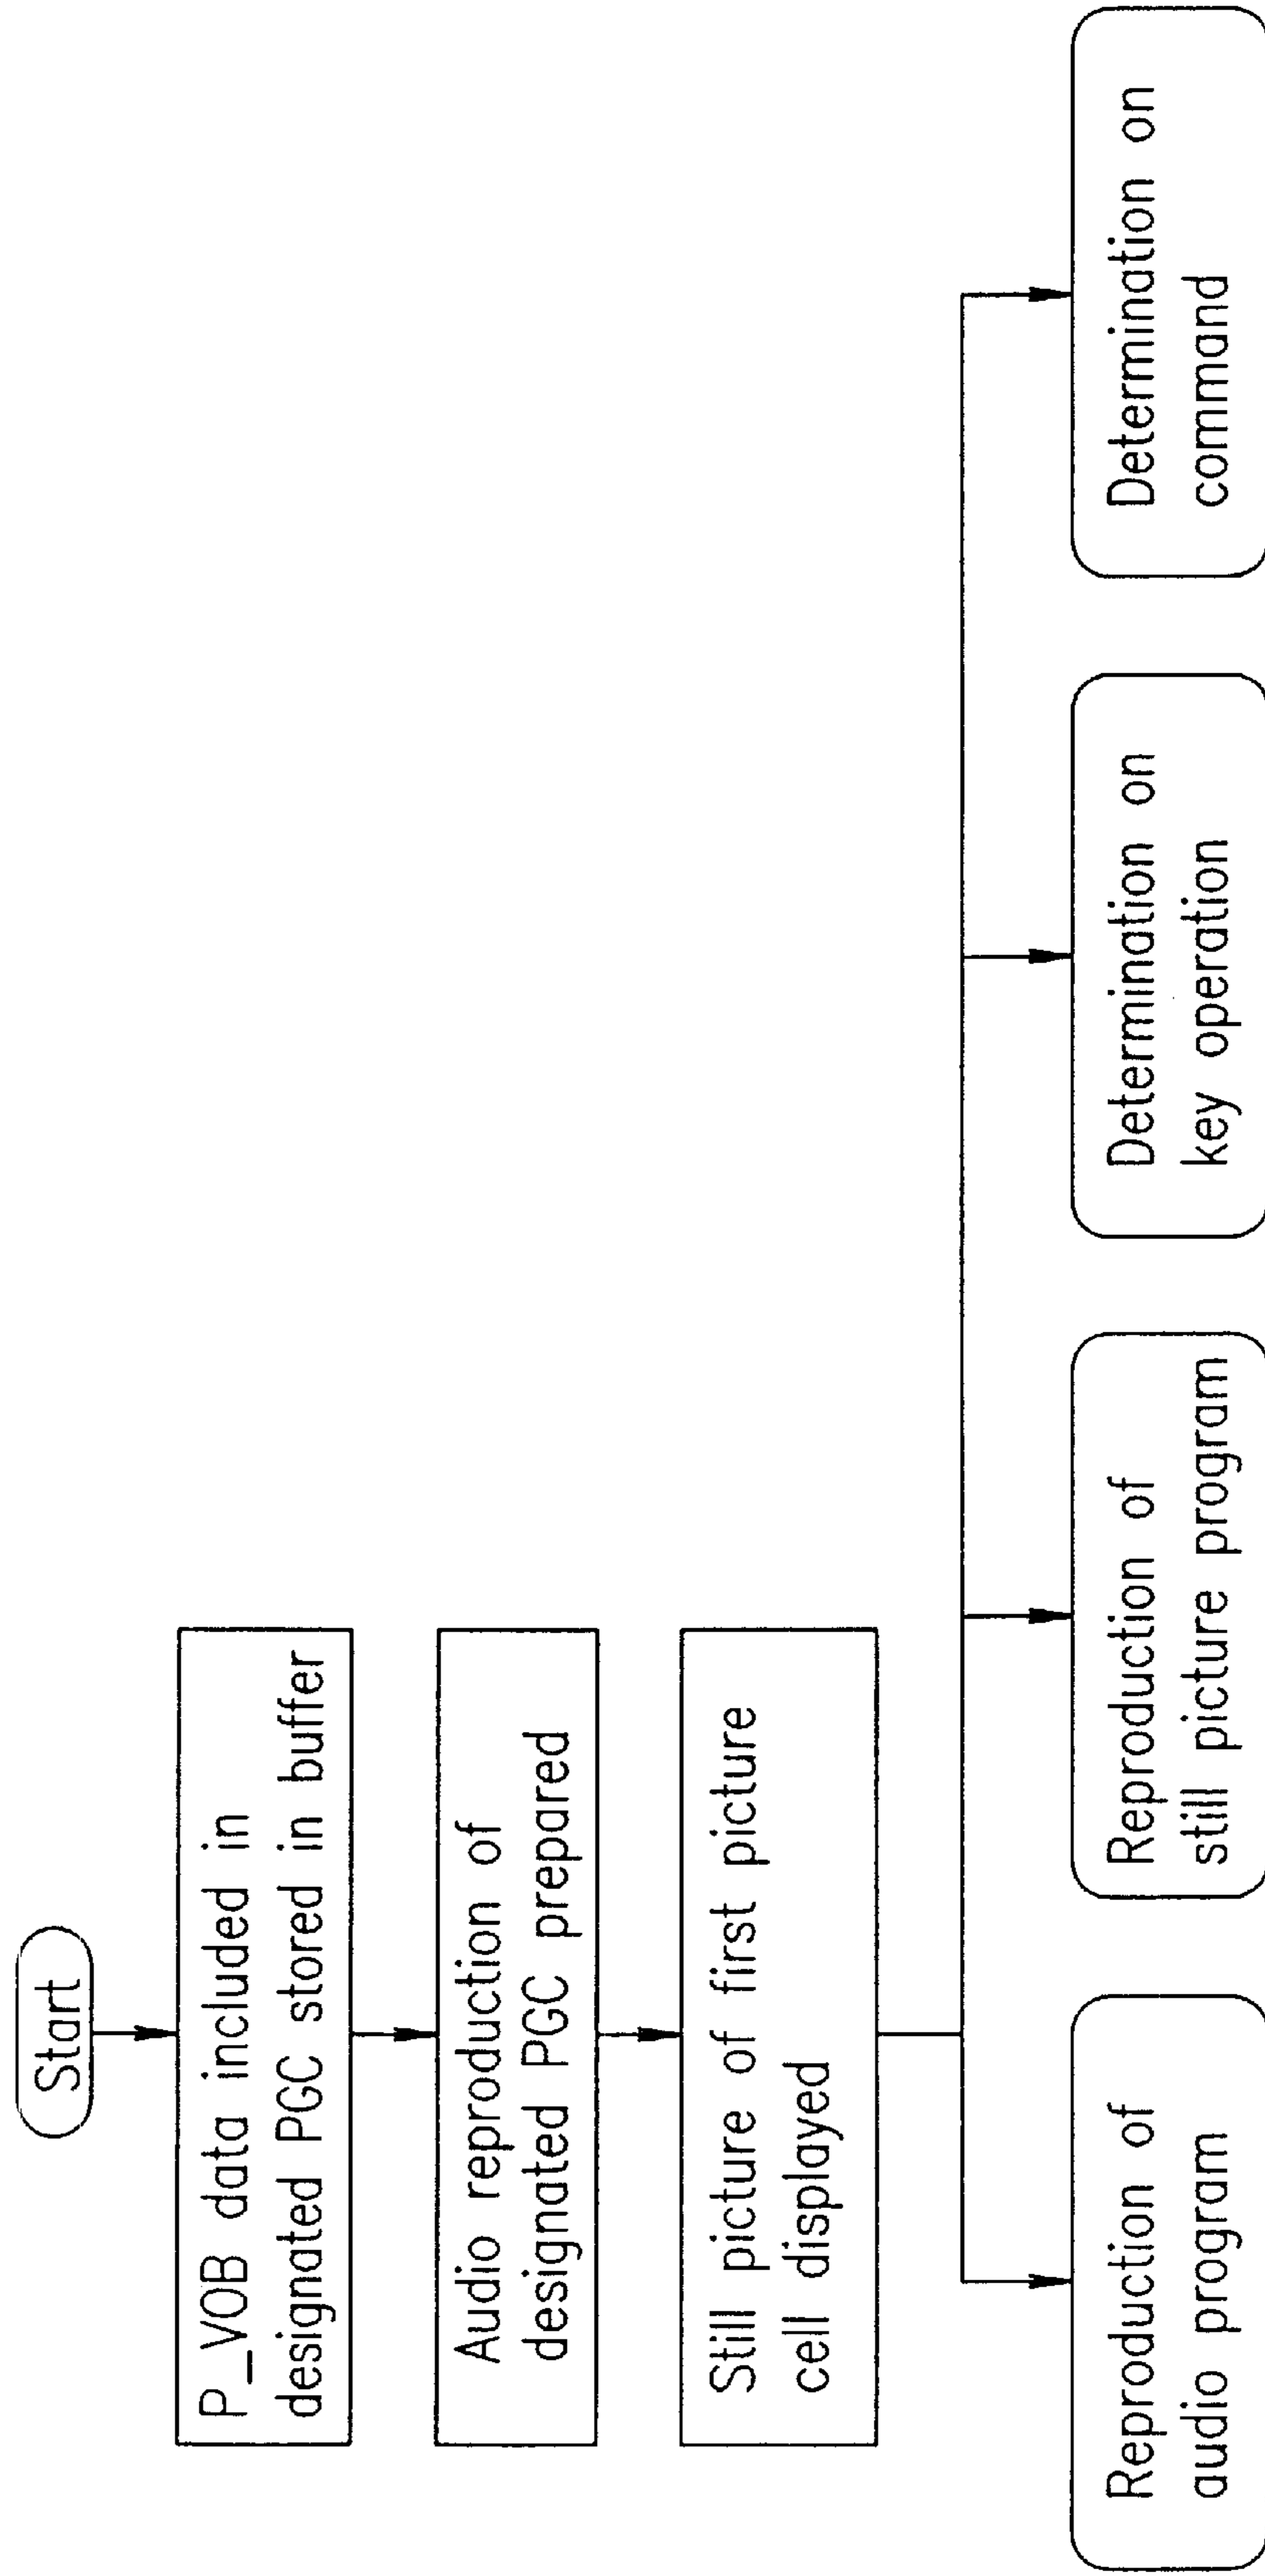 Start
P_VOB data included in
designated PGC stored in buffer
Audio reproduction of
designated PGC prepared
Still picture of first picture
cell displayed
Reproduction of
audio program
Reproduction of
still picture program
Determination on
key operation
Determination on
command